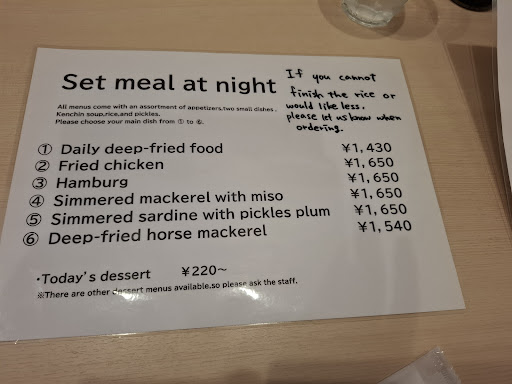 Set meal at night
If you cannot
finish the rice or
would like less.
please let us know when
ordering.
All menus come with an assortment of appetizers,two small dishes,
Kenchin soup,rice,and pickles.
Please choose your main dish from ① to ⑥.
① Daily deep-fried food ¥1,430
② Fried chicken ¥1,650
③ Hamburg ¥1,650
④ Simmered mackerel with miso ¥1,650
⑤ Simmered sardine with pickles plum ¥1,650
⑥ Deep-fried horse mackerel ¥1,540
・Today's dessert ¥220～
※There are other dessert menus available.so please ask the staff.